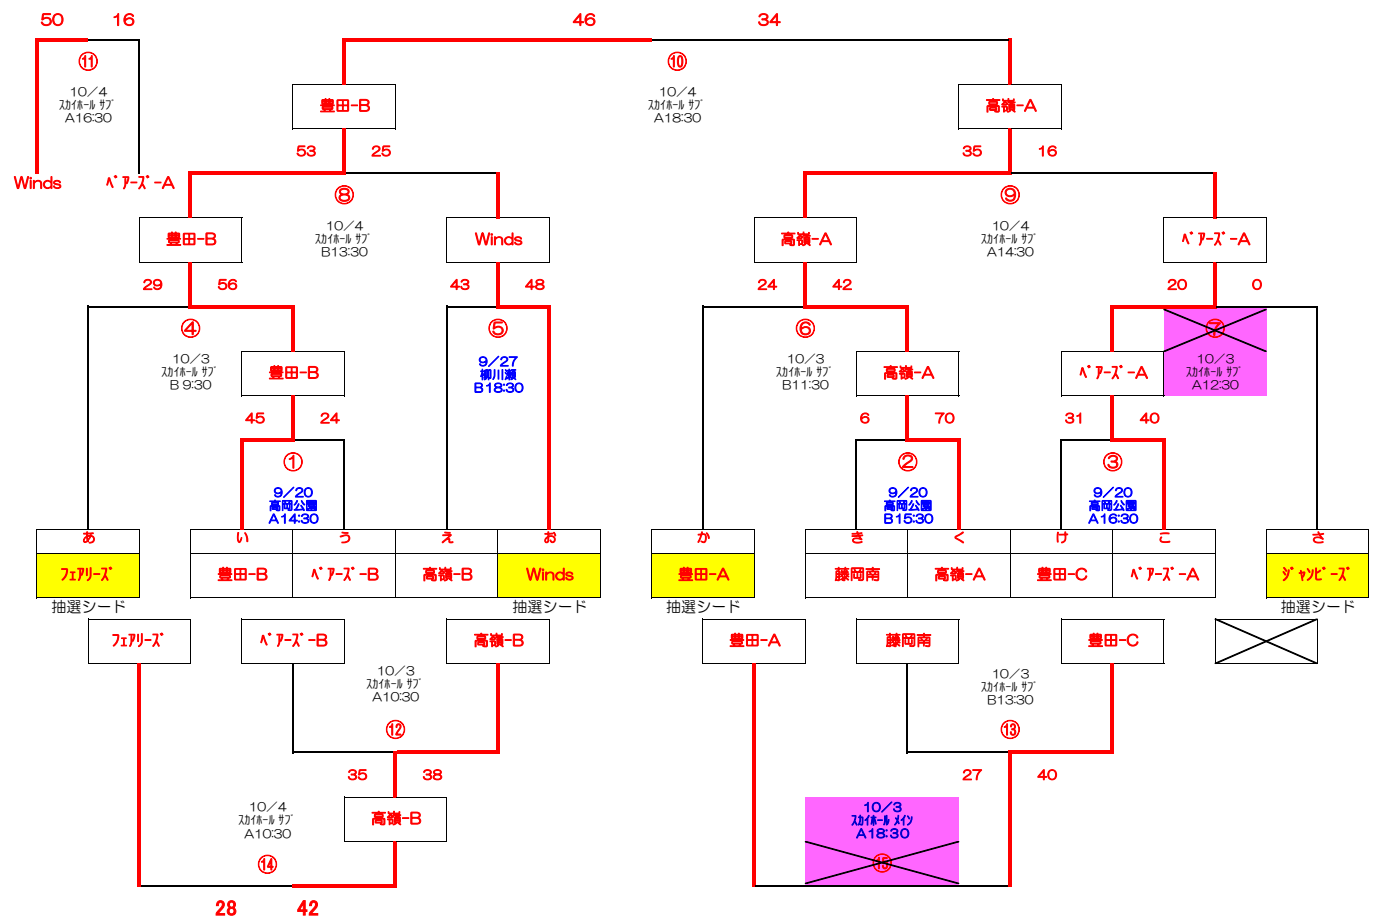 50 16 46 34
⑪ ⑩
10/4
ｽｶｲﾎｰﾙ ｻﾌﾞ
A16:30
10/4
ｽｶｲﾎｰﾙ ｻﾌﾞ
A18:30
豊田-B 高嶺-A
53 25 35 16
Winds ﾍﾞｱｰｽﾞ-A
⑧ ⑨
10/4
ｽｶｲﾎｰﾙ ｻﾌﾞ
B13:30
10/4
ｽｶｲﾎｰﾙ ｻﾌﾞ
A14:30
豊田-B Winds 高嶺-A ﾍﾞｱｰｽﾞ-A
29 56 43 48 24 42 20 0
④ ⑤ ⑥ ⑦
10/3
ｽｶｲﾎｰﾙ ｻﾌﾞ
B 9:30
9/27
柳川瀬
B18:30
10/3
ｽｶｲﾎｰﾙ ｻﾌﾞ
B11:30
10/3
ｽｶｲﾎｰﾙ ｻﾌﾞ
A12:30
豊田-B 高嶺-A ﾍﾞｱｰｽﾞ-A
45 24 6 70 31 40
① ② ③
9/20
高岡公園
A14:30
9/20
高岡公園
B15:30
9/20
高岡公園
A16:30
あ い う え お か き く け こ さ
ﾌｪｱﾘｰｽﾞ 豊田-B ﾍﾞｱｰｽﾞ-B 高嶺-B Winds 豊田-A 藤岡南 高嶺-A 豊田-C ﾍﾞｱｰｽﾞ-A ｼﾞｬﾝﾋﾟｰｽﾞ
抽選シード 抽選シード 抽選シード 抽選シード
ﾌｪｱﾘｰｽﾞ ﾍﾞｱｰｽﾞ-B 高嶺-B 豊田-A 藤岡南 豊田-C
10/3
ｽｶｲﾎｰﾙ ｻﾌﾞ
A10:30
10/3
ｽｶｲﾎｰﾙ ｻﾌﾞ
B13:30
⑫ ⑬
35 38 27 40
10/4
ｽｶｲﾎｰﾙ ｻﾌﾞ
A10:30
高嶺-B
10/3
ｽｶｲﾎｰﾙ ﾒｲﾝ
A18:30
⑭ ⑮
28 42